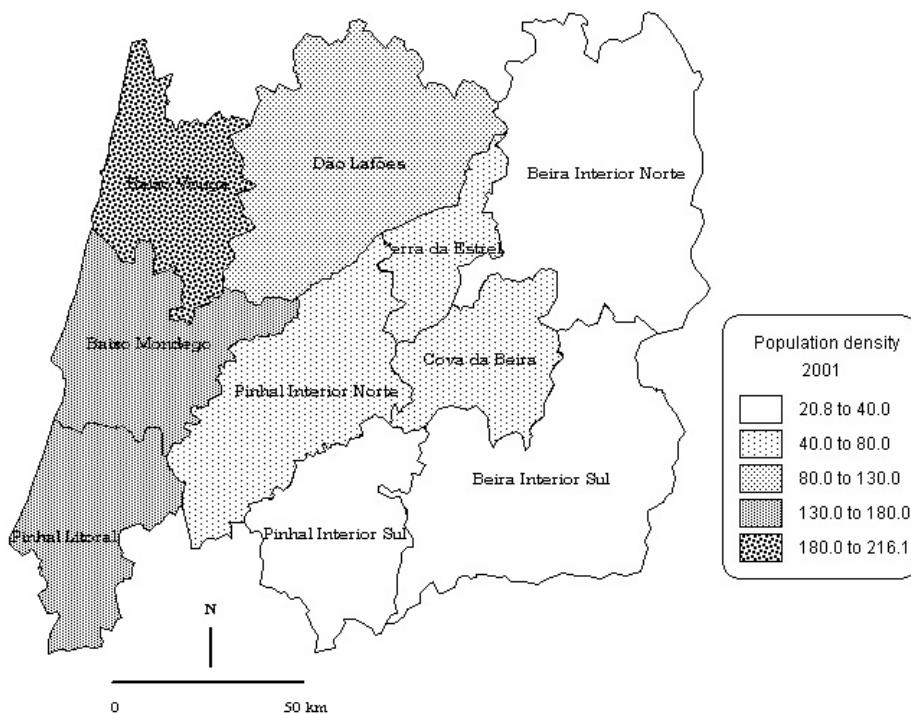 Dão Lafões
Beira Interior Norte
erra da Estrel
Baixo Mondego
Cova da Beira
Pinhal Interior Norte
Beira Interior Sul
Pinhal Litoral
Pinhal Interior Sul
Population density
2001
20.8 to 40.0
40.0 to 80.0
80.0 to 130.0
130.0 to 180.0
180.0 to 216.1
N
0 50 km